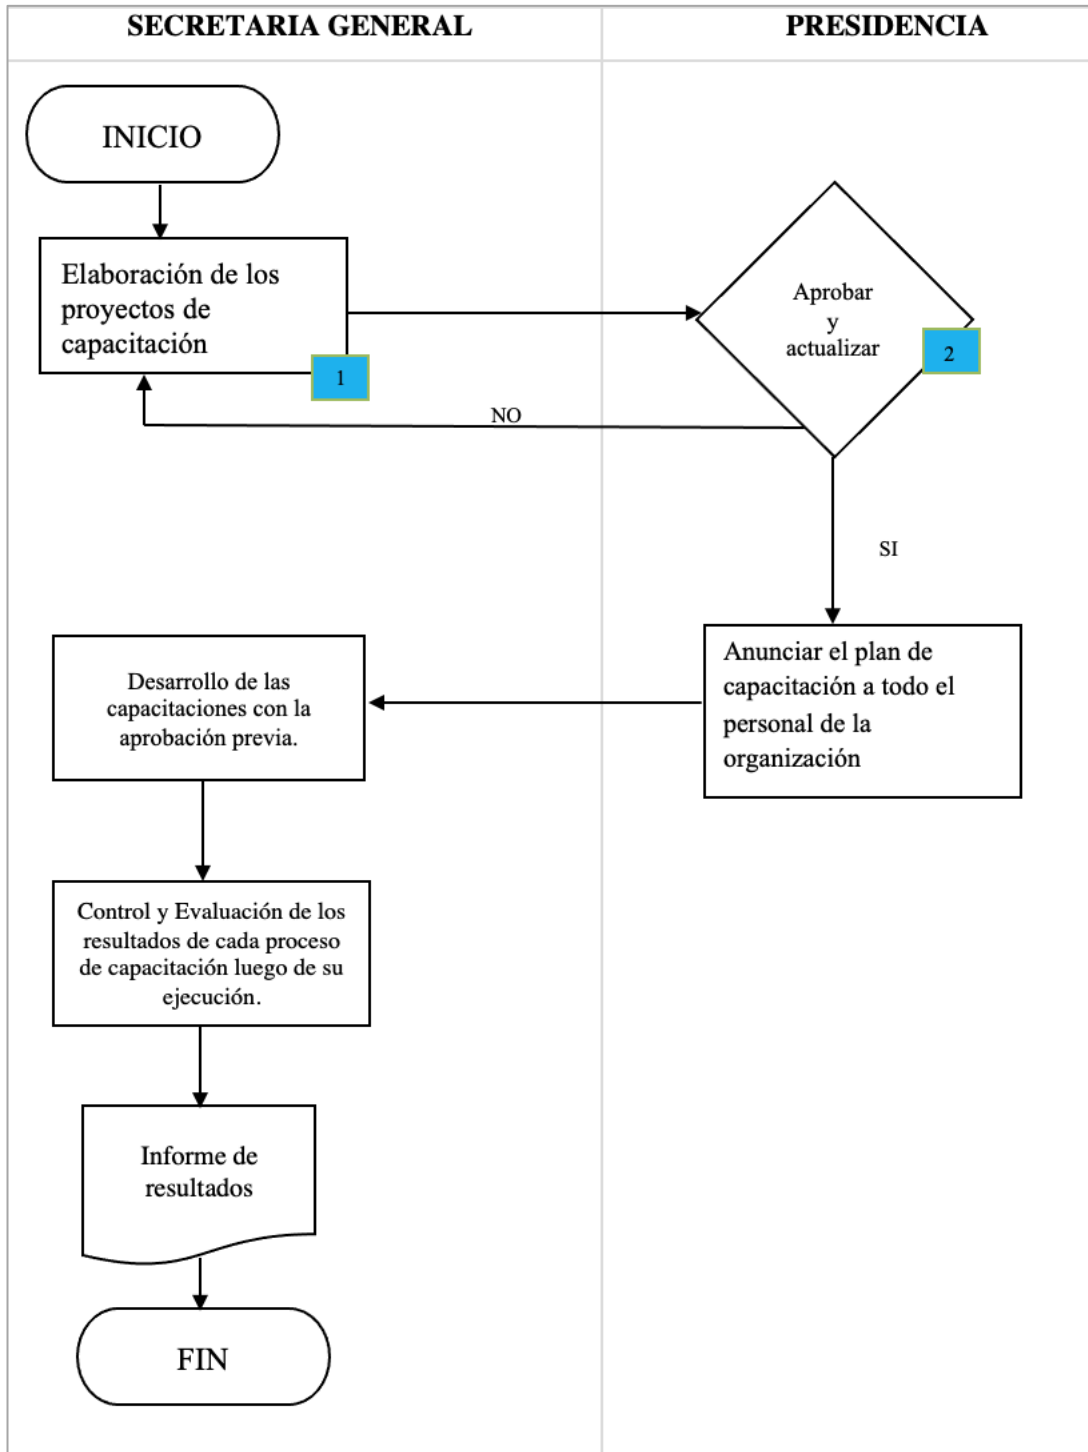 SECRETARIA GENERAL
PRESIDENCIA
INICIO
Elaboración de los
proyectos de
capacitación
1
Aprobar
y
actualizar
2
NO
SI
Anunciar el plan de
capacitación a todo el
personal de la
organización
Desarrollo de las
capacitaciones con la
aprobación previa.
Control y Evaluación de los
resultados de cada proceso
de capacitación luego de su
ejecución.
Informe de
resultados
FIN